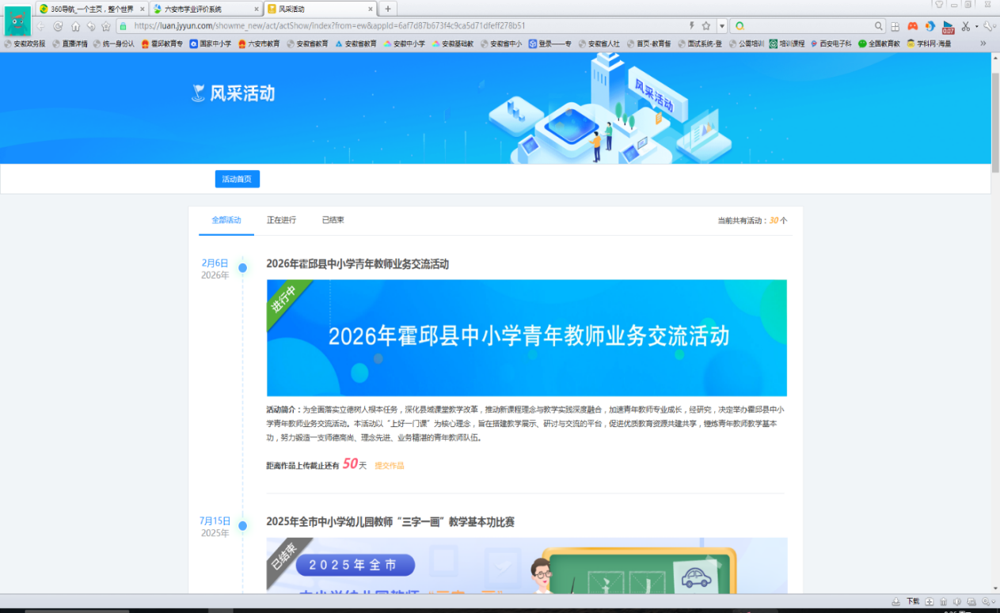 360导航_一个主页，整个世界
六安市学业评价系统
风采活动
https://luan.jyyun.com/showme_new/act/actShow/index?from=ew&appId=6af7d87b673f4c9ca5d71dfeff278b51
0.07
安徽政务服 直播详情 统一身份认 霍邱教育专 国家中小学 六安市教育 安徽省教育 安徽省教育 安徽中小学 安徽基础教 安徽省中小 登录——专 安徽省人社 首页-教育督 面试系统-登 公需培训 培训课程 西安电子科 全国教育教 学科网-海量
风采活动
风采活动
活动首页
全部活动 正在进行 已结束 当前共有活动：30 个
2月6日
2026年
2026年霍邱县中小学青年教师业务交流活动
进行中
2026年霍邱县中小学青年教师业务交流活动
活动简介：为全面落实立德树人根本任务，深化县域课堂教学改革，推动新课程理念与教学实践深度融合，加速青年教师专业成长，经研究，决定举办霍邱县中小
学青年教师业务交流活动。本活动以“上好一门课”为核心理念，旨在搭建教学展示、研讨与交流的平台，促进优质教育资源共建共享，锤炼青年教师教学基本
功，努力锻造一支师德高尚、理念先进、业务精湛的青年教师队伍。
距离作品上传截止还有 50 天 提交作品
7月15日
2025年
2025年全市中小学幼儿园教师“三字一画”教学基本功比赛
已结束
2025年全市
下载